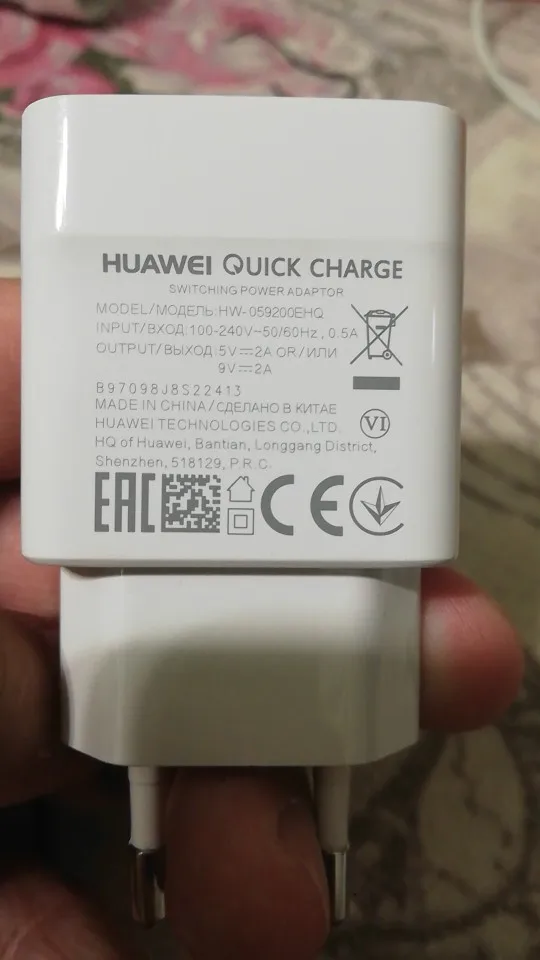 HUAWEI QUICK CHARGE
SWITCHING POWER ADAPTOR
MODEL/МОДЕЛЬ:HW-059200EHQ
INPUT/ВХОД:100-240V~50/60Hz, 0.5A
OUTPUT/ВЫХОД:5V⎓2A OR/ИЛИ
9V⎓2A
B97098J8S22413
MADE IN CHINA/СДЕЛАНО В КИТАЕ
HUAWEI TECHNOLOGIES CO.,LTD.
VI
HQ of Huawei, Bantian, Longgang District,
Shenzhen, 518129, P.R.C.
EAC CE